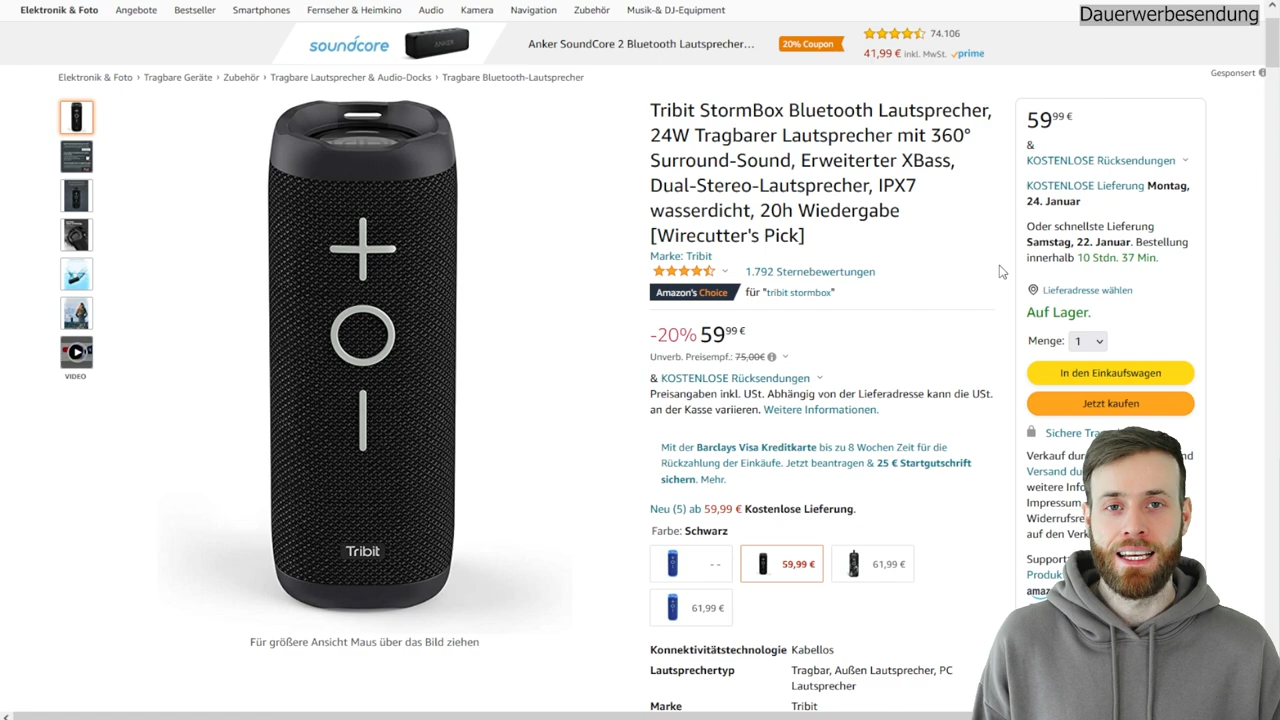 Elektronik & Foto Angebote Bestseller Smartphones Fernseher & Heimkino Audio Kamera Navigation Zubehör Musik-& DJ-Equipment
Dauerwerbesendung
soundcore ANKER Anker SoundCore 2 Bluetooth Lautsprecher… 20% Coupon 74.106
41,99 € inkl. MwSt. prime
Gesponsert
Elektronik & Foto › Tragbare Geräte › Zubehör › Tragbare Lautsprecher & Audio-Docks › Tragbare Bluetooth-Lautsprecher
VIDEO
Tribit
Für größere Ansicht Maus über das Bild ziehen
Tribit StormBox Bluetooth Lautsprecher,
24W Tragbarer Lautsprecher mit 360°
Surround-Sound, Erweiterter XBass,
Dual-Stereo-Lautsprecher, IPX7
wasserdicht, 20h Wiedergabe
[Wirecutter's Pick]
Marke: Tribit
1.792 Sternebewertungen
Amazon's Choice für "tribit stormbox"
-20% 59 99 €
Unverb. Preisempf.: 75,00€
& KOSTENLOSE Rücksendungen
Preisangaben inkl. USt. Abhängig von der Lieferadresse kann die USt.
an der Kasse variieren. Weitere Informationen.
Mit der Barclays Visa Kreditkarte bis zu 8 Wochen Zeit für die
Rückzahlung der Einkäufe. Jetzt beantragen & 25 € Startgutschrift
sichern. Mehr.
Neu (5) ab 59,99 € Kostenlose Lieferung.
Farbe: Schwarz
- - 59,99 € 61,99 €
61,99 €
Konnektivitätstechnologie Kabellos
Lautsprechertyp Tragbar, Außen Lautsprecher, PC
Lautsprecher
Marke Tribit
59 99 €
&
KOSTENLOSE Rücksendungen
KOSTENLOSE Lieferung Montag,
24. Januar
Oder schnellste Lieferung
Samstag, 22. Januar. Bestellung
innerhalb 10 Stdn. 37 Min.
Lieferadresse wählen
Auf Lager.
Menge: 1
In den Einkaufswagen
Jetzt kaufen
Sichere
Verkauf nd
Versand
weitere
Impressum
auf den